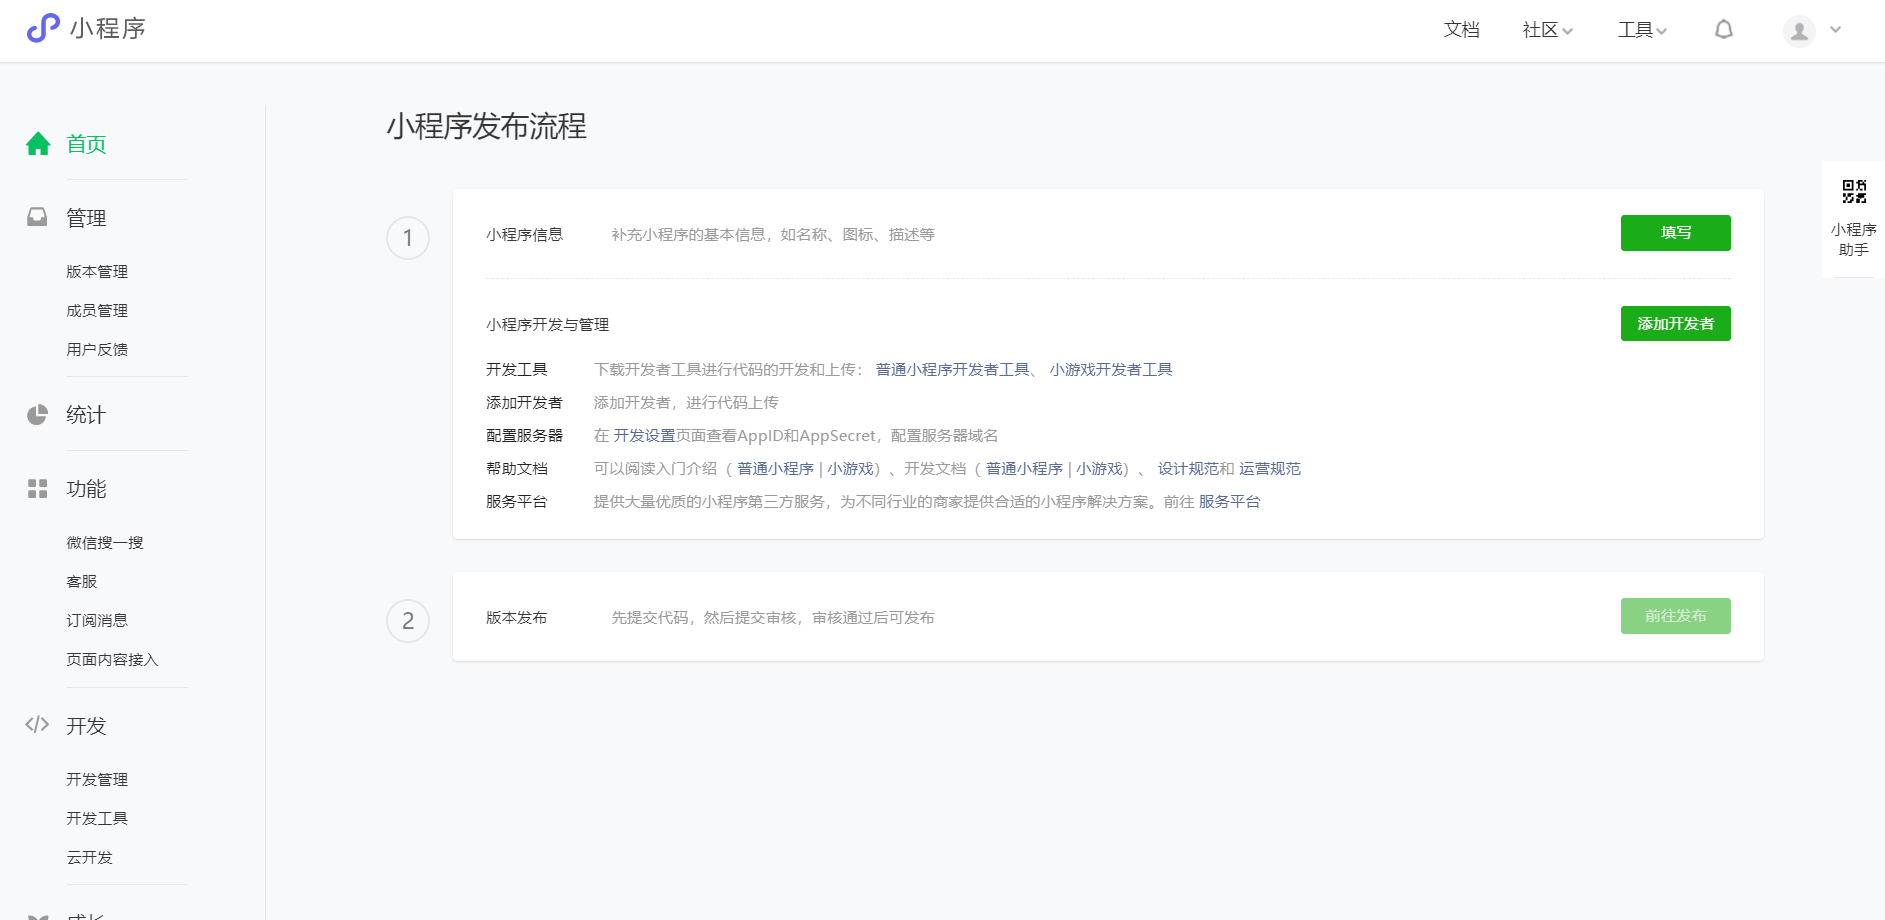 小程序
文档 社区 工具
首页
管理
版本管理
成员管理
用户反馈
统计
功能
微信搜一搜
客服
订阅消息
页面内容接入
开发
开发管理
开发工具
云开发
成长
小程序发布流程
1
小程序信息 补充小程序的基本信息，如名称、图标、描述等 填写
小程序开发与管理 添加开发者
开发工具 下载开发者工具进行代码的开发和上传： 普通小程序开发者工具、 小游戏开发者工具
添加开发者 添加开发者，进行代码上传
配置服务器 在 开发设置页面查看AppID和AppSecret，配置服务器域名
帮助文档 可以阅读入门介绍（ 普通小程序 | 小游戏）、开发文档（ 普通小程序 | 小游戏）、 设计规范和 运营规范
服务平台 提供大量优质的小程序第三方服务，为不同行业的商家提供合适的小程序解决方案。前往 服务平台
2
版本发布 先提交代码，然后提交审核，审核通过后可发布 前往发布
小程序
助手